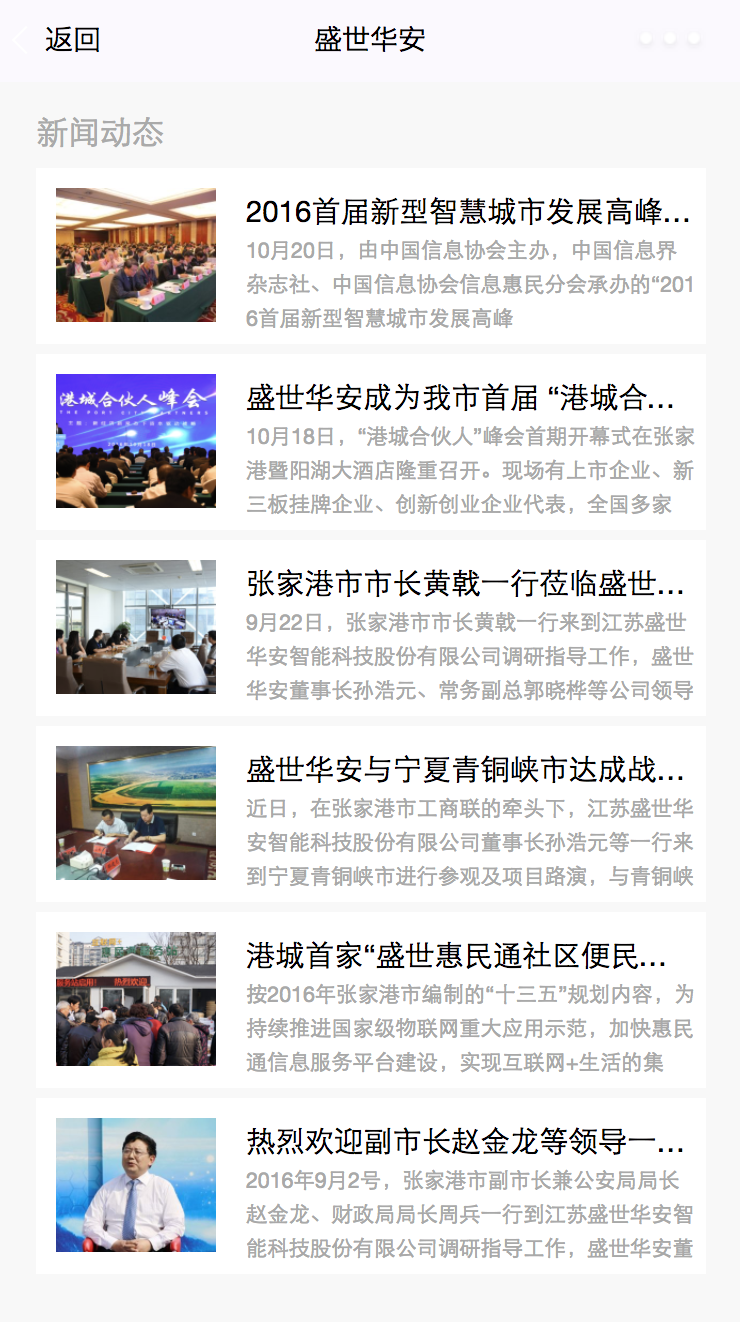 返回
盛世华安
新闻动态
2016首届新型智慧城市发展高峰...
10月20日，由中国信息协会主办，中国信息界
杂志社、中国信息协会信息惠民分会承办的“201
6首届新型智慧城市发展高峰
港城合伙人峰会
THE PORT CITY PARTNERS
盛世华安成为我市首届 “港城合...
10月18日，“港城合伙人”峰会首期开幕式在张家
港暨阳湖大酒店隆重召开。现场有上市企业、新
三板挂牌企业、创新创业企业代表，全国多家
张家港市市长黄戟一行莅临盛世...
9月22日，张家港市市长黄戟一行来到江苏盛世
华安智能科技股份有限公司调研指导工作，盛世
华安董事长孙浩元、常务副总郭晓桦等公司领导
盛世华安与宁夏青铜峡市达成战...
近日，在张家港市工商联的牵头下，江苏盛世华
安智能科技股份有限公司董事长孙浩元等一行来
到宁夏青铜峡市进行参观及项目路演，与青铜峡
服务站启用！ 热烈欢迎
港城首家“盛世惠民通社区便民...
按2016年张家港市编制的“十三五”规划内容，为
持续推进国家级物联网重大应用示范，加快惠民
通信息服务平台建设，实现互联网+生活的集
热烈欢迎副市长赵金龙等领导一...
2016年9月2号，张家港市副市长兼公安局局长
赵金龙、财政局局长周兵一行到江苏盛世华安智
能科技股份有限公司调研指导工作，盛世华安董